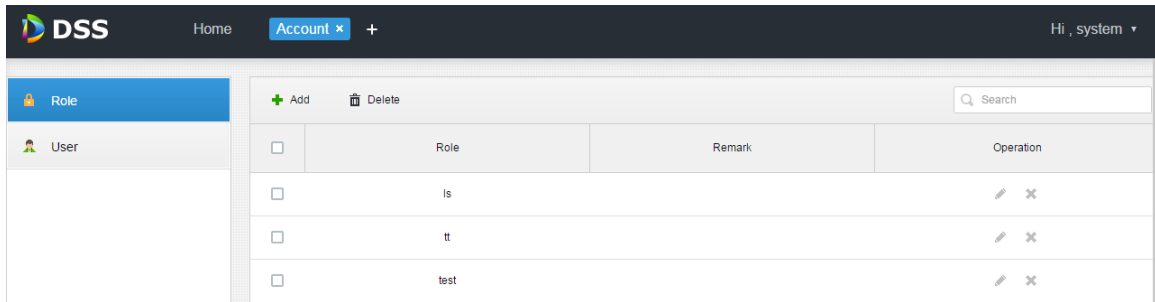 DSS Home Account × + Hi , system ▾
Role
Add Delete Search
User
Role Remark Operation
ls
tt
test